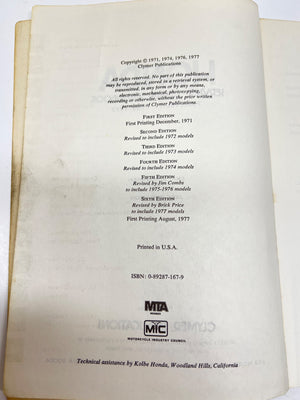 Copyright © 1971, 1974, 1976, 1977
Clymer Publications
All rights reserved. No part of this publication
may be reproduced, stored in a retrieval system, or
transmitted, in any form or by any means,
electronic, mechanical, photocopying,
recording or otherwise, without the prior written
permission of Clymer Publications.
FIRST EDITION
First Printing December, 1971
SECOND EDITION
Revised to include 1972 models
THIRD EDITION
Revised to include 1973 models
FOURTH EDITION
Revised to include 1974 models
FIFTH EDITION
Revised by Jim Combs
to include 1975-1976 models
SIXTH EDITION
Revised by Brick Price
to include 1977 models
First Printing August, 1977
Printed in U.S.A.
ISBN: 0-89287-167-9
MTA
MEMBER
MIC
MOTORCYCLE INDUSTRY COUNCIL
Technical assistance by Kolbe Honda, Woodland Hills, California